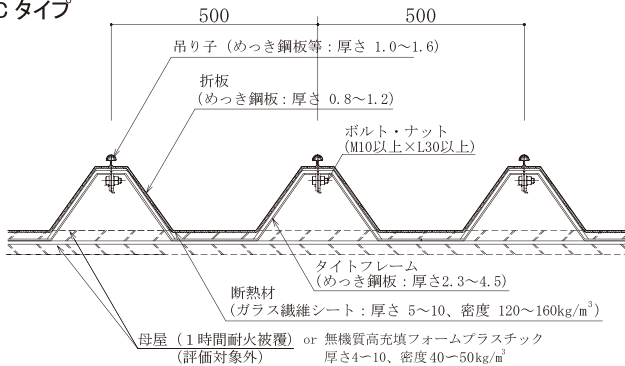 C タイプ
500
500
吊り子（めっき鋼板等：厚さ 1.0～1.6）
折板
（めっき鋼板：厚さ 0.8～1.2）
ボルト・ナット
（M10以上×L30以上）
タイトフレーム
（めっき鋼板：厚さ2.3～4.5）
断熱材
（ガラス繊維シート：厚さ 5～10、密度 120～160kg/m³）
母屋（１時間耐火被覆） or 無機質高充填フォームプラスチック
（評価対象外） 厚さ4～10、密度40～50kg/m³